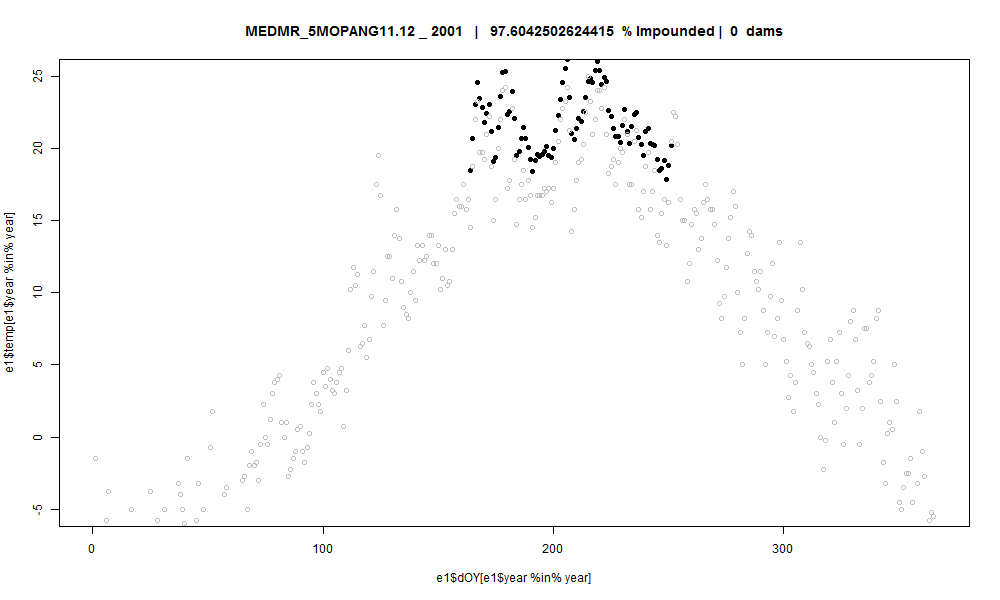 MEDMR_5MOPANG11.12 _ 2001 | 97.6042502624415 % Impounded | 0 dams
e1$temp[e1$year %in% year]
25
20
15
10
5
0
-5
0 100 200 300
e1$dOY[e1$year %in% year]